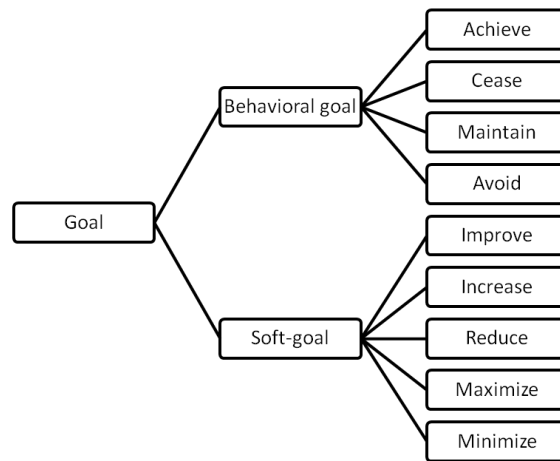 Goal
Behavioral goal
Achieve
Cease
Maintain
Avoid
Soft-goal
Improve
Increase
Reduce
Maximize
Minimize